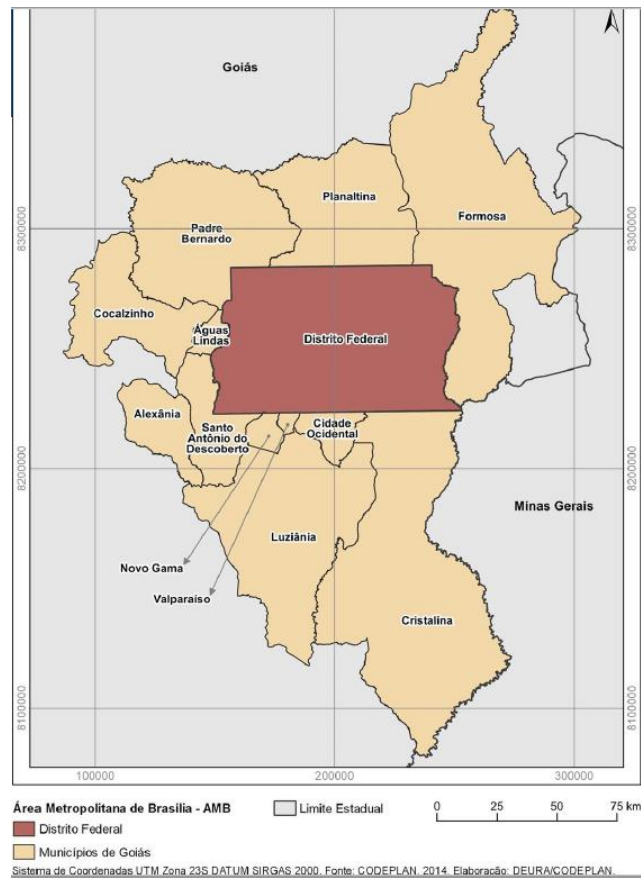 Goiás
Planaltina
Formosa
Padre
Bernardo
8300000
8300000
Cocalzinho
Águas
Lindas
Distrito Federal
Alexânia
Santo
Antônio do
Descoberto
Cidade
Ocidental
8200000
8200000
Minas Gerais
Luziânia
Novo Gama
Valparaiso
Cristalina
8100000
8100000
100000
200000
300000
Área Metropolitana de Brasília - AMB
Limite Estadual
0 25 50 75 km
Distrito Federal
Municípios de Goiás
Sistema de Coordenadas UTM Zona 23S DATUM SIRGAS 2000. Fonte: CODEPLAN. 2014. Elaboração: DEURA/CODEPLAN.